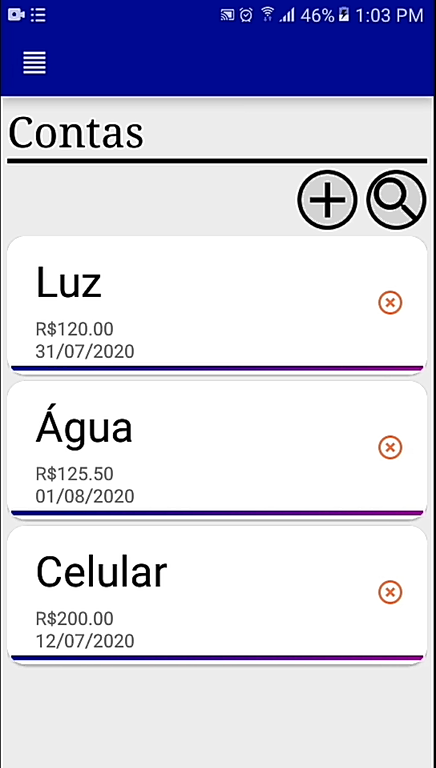 46% 1:03 PM
Contas
Luz
R$120.00
31/07/2020
Água
R$125.50
01/08/2020
Celular
R$200.00
12/07/2020